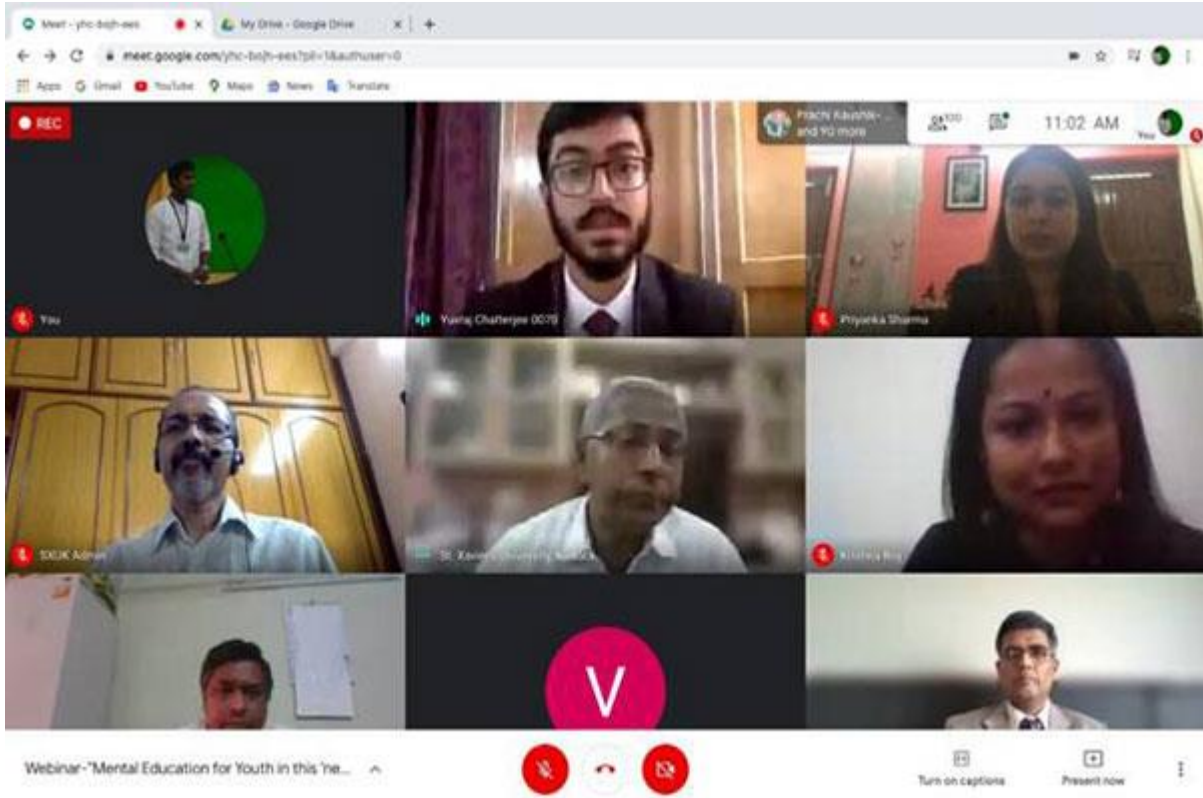 Meet - yhc-bojh-ees
My Drive - Google Drive
meet.google.com/yhc-bojh-ees?pli=1&authuser=0
Apps Gmail YouTube Maps News Translate
REC
Prachi Kaushik-...
and 90 more
100
11:02 AM
You
You
Yuvraj Chatterjee 0079
Priyanka Sharma
SXUK Admin
St. Xavier's University, Kolkata
Roy
V
Webinar-"Mental Education for Youth in this 'ne...
Turn on captions
Present now